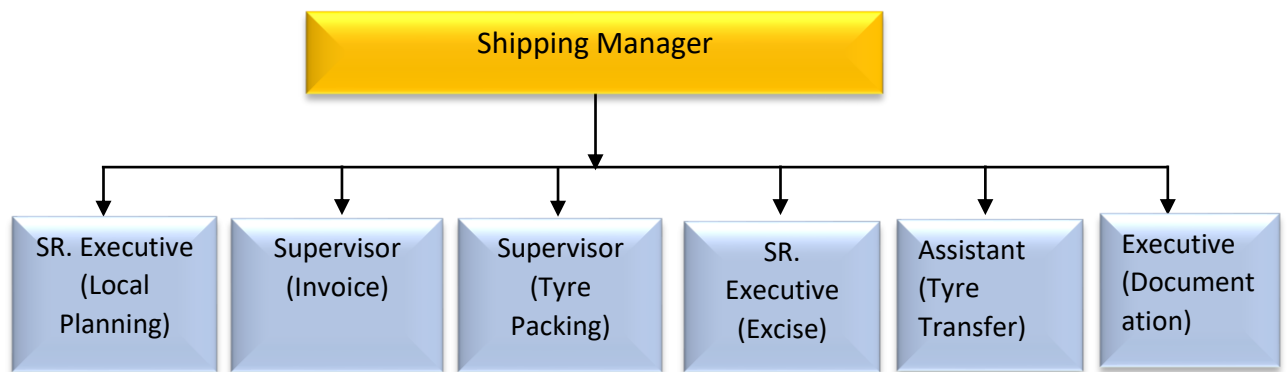 Shipping Manager
SR. Executive
(Local
Planning)
Supervisor
(Invoice)
Supervisor
(Tyre
Packing)
SR.
Executive
(Excise)
Assistant
(Tyre
Transfer)
Executive
(Document
ation)